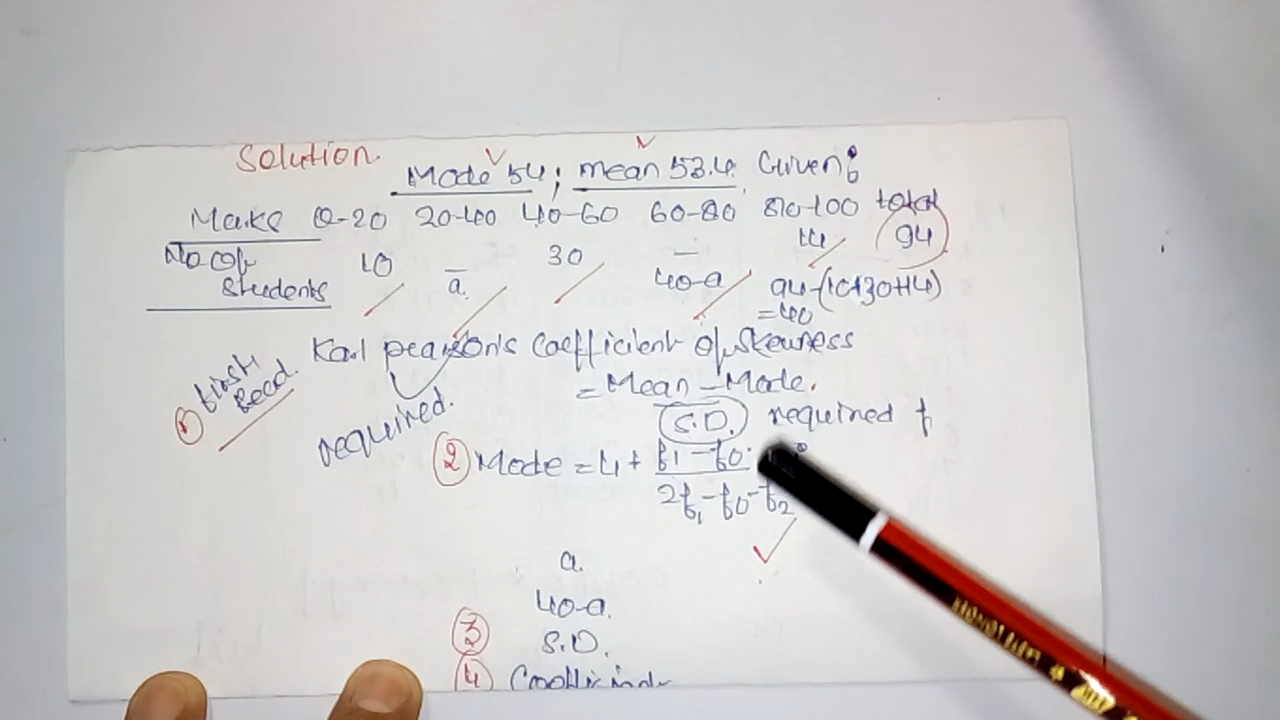 Solution
Mode 54; mean 53.4. Given:
Marks 0-20 20-40 40-60 60-80 80-100 total
No of Students 10 a 30 40-a 14 94
94-(10+30+14)
=40
Karl pearson's Coefficient of Skewness
= Mean - Mode.
S.D. required
① first Read.
required.
② Mode = L1 + f1 - f0
2f1 - f0 - f2
a.
40-a.
③ S.D.
④